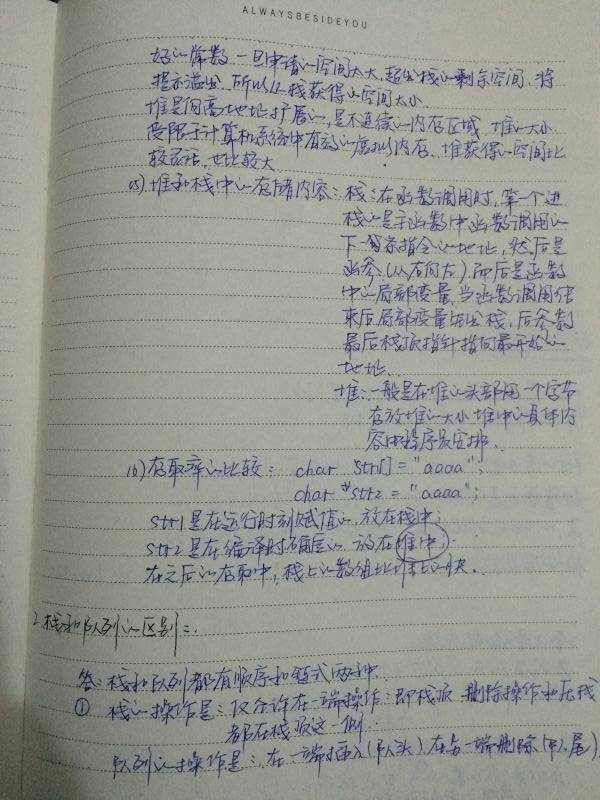 ALWAYSBESIDEYOU
好的常数 一旦申请的空间太大,超出栈的剩余空间,将
提示溢出,所以从栈获得的空间太小
堆是向高地址扩展的,是不连续的内存区域,堆的大小
受限于计算机系统中有效的虚拟内存、堆获得的空间比
较灵活,也比较大
(5) 堆和栈中的存储内容:栈:在函数调用时,第一个进
栈的是主函数中函数调用的
下一条指令的地址,然后是
函参(从右向左),而后是函数
中的局部变量,当函数调用结
束后,局部变量先出栈,后参数
最后栈顶指针指向最开始的
地址.
堆:一般是在堆的头部用一个字节
存放堆的大小 堆中的具体内
容由程序员安排.
(6) 存取率的比较: char str1[] = "aaaa";
char *str2 = "aaaa";
str1是在运行时刻赋值的,放在栈中;
str2是在编译时确定的,放在堆中.
在之后的存取中,栈上的数组比堆上的快.
2.栈和队列的区别:
答:栈和队列都有顺序和链式两种
① 栈的操作是:仅允许在一端操作:即栈顶 删除操作和压栈
都在栈顶这一侧.
队列的操作是:在一端插入(队头),在另一端删除(队尾)